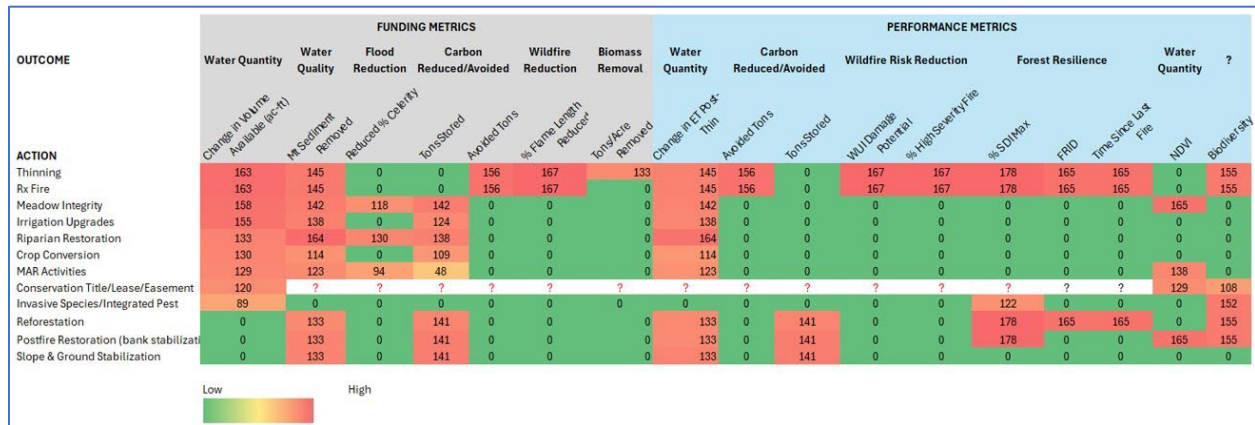 FUNDING METRICS PERFORMANCE METRICS
OUTCOME Water Quantity Water Quality Flood Reduction Carbon Reduced/Avoided Wildfire Reduction Biomass Removal Water Quantity Carbon Reduced/Avoided Wildfire Risk Reduction Forest Resilience Water Quantity ?
ACTION Change in Volume Available (ac-ft) Mt Sediment Removed Reduced % Celerity Tons Stored Avoided Tons % Flame Length Reducer⁴ Tons/Acre Removed Change in ET Post-Thin Avoided Tons Tons Stored WUI Damage Potential % High Severity Fire % SDI Max FRID Time Since Last Fire NDVI Biodiversity
Thinning 163 145 0 0 156 167 133 145 156 0 167 167 178 165 165 0 155
Rx Fire 163 145 0 0 156 167 0 145 156 0 167 167 178 165 165 0 155
Meadow Integrity 158 142 118 142 0 0 0 142 0 0 0 0 0 0 0 165 0
Irrigation Upgrades 155 138 0 124 0 0 0 138 0 0 0 0 0 0 0 0 0
Riparian Restoration 133 164 130 138 0 0 0 164 0 0 0 0 0 0 0 0 0
Crop Conversion 130 114 0 109 0 0 0 114 0 0 0 0 0 0 0 0 0
MAR Activities 129 123 94 48 0 0 0 123 0 0 0 0 0 0 0 138 0
Conservation Title/Lease/Easement 120 ? ? ? ? ? ? ? ? ? ? ? ? ? ? 129 108
Invasive Species/Integrated Pest 89 0 0 0 0 0 0 0 0 0 0 0 122 0 0 0 152
Reforestation 0 133 0 141 0 0 0 133 0 141 0 0 178 165 165 0 155
Postfire Restoration (bank stabilizati 0 133 0 141 0 0 0 133 0 141 0 0 178 0 0 165 155
Slope & Ground Stabilization 0 133 0 141 0 0 0 133 0 141 0 0 0 0 0 0 0
Low High